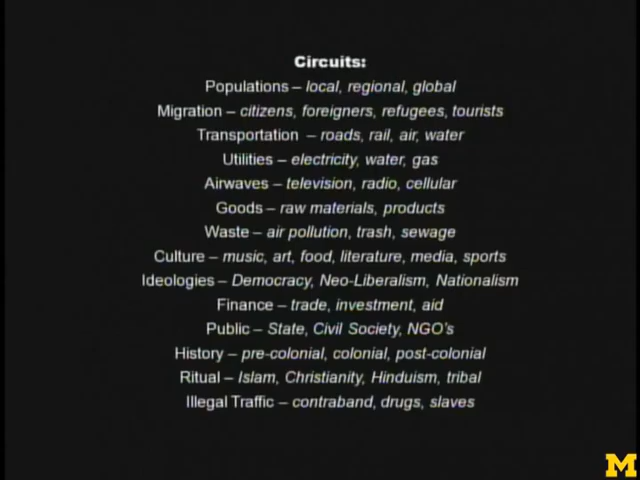 Circuits:
Populations – local, regional, global
Migration – citizens, foreigners, refugees, tourists
Transportation – roads, rail, air, water
Utilities – electricity, water, gas
Airwaves – television, radio, cellular
Goods – raw materials, products
Waste – air pollution, trash, sewage
Culture – music, art, food, literature, media, sports
Ideologies – Democracy, Neo-Liberalism, Nationalism
Finance – trade, investment, aid
Public – State, Civil Society, NGO's
History – pre-colonial, colonial, post-colonial
Ritual – Islam, Christianity, Hinduism, tribal
Illegal Traffic – contraband, drugs, slaves
M